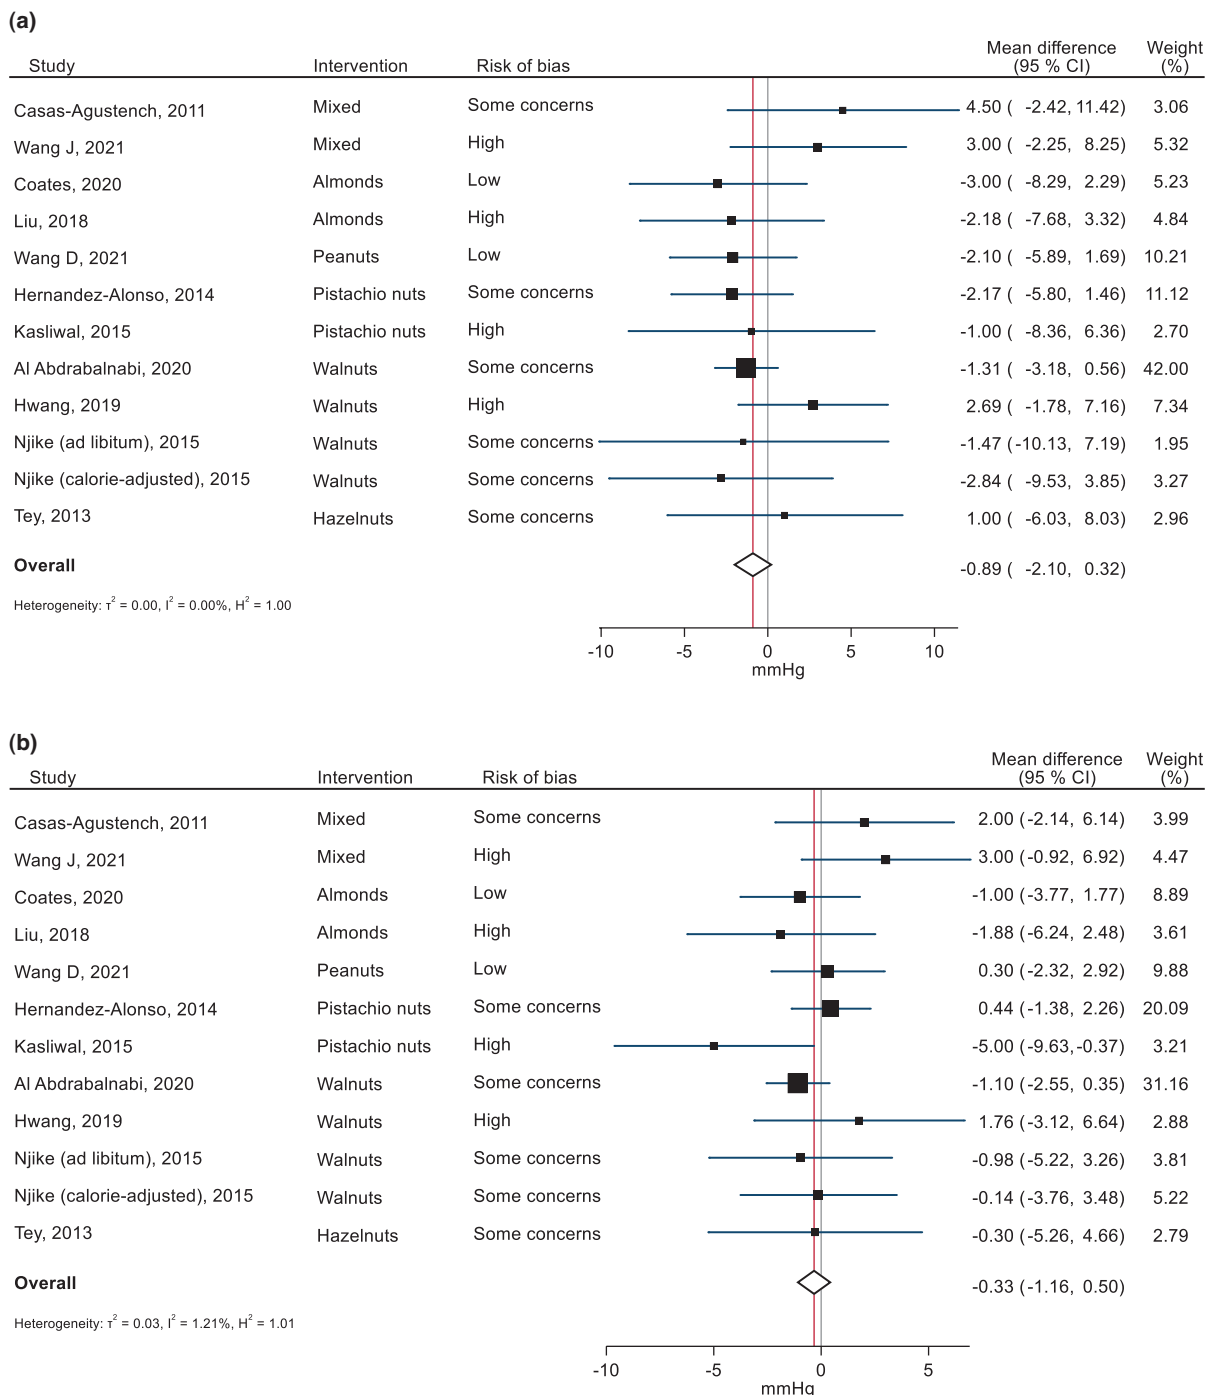 (a)
Mean difference Weight
Study Intervention Risk of bias (95 % CI) (%)
Casas-Agustench, 2011 Mixed Some concerns 4.50 ( -2.42, 11.42) 3.06
Wang J, 2021 Mixed High 3.00 ( -2.25, 8.25) 5.32
Coates, 2020 Almonds Low -3.00 ( -8.29, 2.29) 5.23
Liu, 2018 Almonds High -2.18 ( -7.68, 3.32) 4.84
Wang D, 2021 Peanuts Low -2.10 ( -5.89, 1.69) 10.21
Hernandez-Alonso, 2014 Pistachio nuts Some concerns -2.17 ( -5.80, 1.46) 11.12
Kasliwal, 2015 Pistachio nuts High -1.00 ( -8.36, 6.36) 2.70
Al Abdrabalnabi, 2020 Walnuts Some concerns -1.31 ( -3.18, 0.56) 42.00
Hwang, 2019 Walnuts High 2.69 ( -1.78, 7.16) 7.34
Njike (ad libitum), 2015 Walnuts Some concerns -1.47 (-10.13, 7.19) 1.95
Njike (calorie-adjusted), 2015 Walnuts Some concerns -2.84 ( -9.53, 3.85) 3.27
Tey, 2013 Hazelnuts Some concerns 1.00 ( -6.03, 8.03) 2.96
Overall -0.89 ( -2.10, 0.32)
Heterogeneity: τ² = 0.00, I² = 0.00%, H² = 1.00
-10 -5 0 5 10
mmHg
(b)
Mean difference Weight
Study Intervention Risk of bias (95 % CI) (%)
Casas-Agustench, 2011 Mixed Some concerns 2.00 (-2.14, 6.14) 3.99
Wang J, 2021 Mixed High 3.00 (-0.92, 6.92) 4.47
Coates, 2020 Almonds Low -1.00 (-3.77, 1.77) 8.89
Liu, 2018 Almonds High -1.88 (-6.24, 2.48) 3.61
Wang D, 2021 Peanuts Low 0.30 (-2.32, 2.92) 9.88
Hernandez-Alonso, 2014 Pistachio nuts Some concerns 0.44 (-1.38, 2.26) 20.09
Kasliwal, 2015 Pistachio nuts High -5.00 (-9.63,-0.37) 3.21
Al Abdrabalnabi, 2020 Walnuts Some concerns -1.10 (-2.55, 0.35) 31.16
Hwang, 2019 Walnuts High 1.76 (-3.12, 6.64) 2.88
Njike (ad libitum), 2015 Walnuts Some concerns -0.98 (-5.22, 3.26) 3.81
Njike (calorie-adjusted), 2015 Walnuts Some concerns -0.14 (-3.76, 3.48) 5.22
Tey, 2013 Hazelnuts Some concerns -0.30 (-5.26, 4.66) 2.79
Overall -0.33 (-1.16, 0.50)
Heterogeneity: τ² = 0.03, I² = 1.21%, H² = 1.01
-10 -5 0 5
mmHg